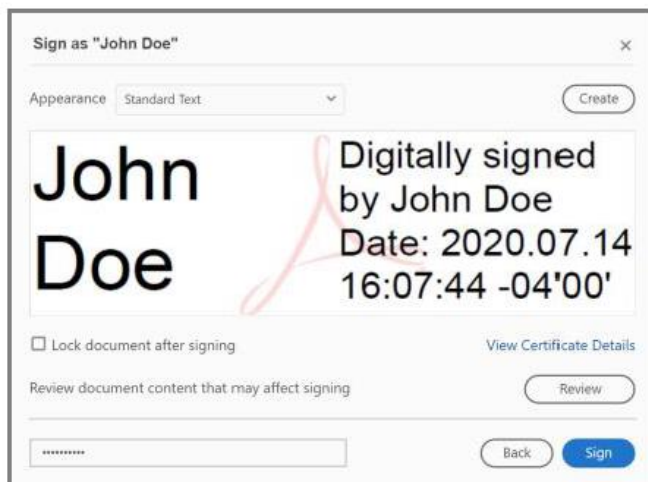 Sign as "John Doe"
Appearance Standard Text Create
John
Doe
Digitally signed
by John Doe
Date: 2020.07.14
16:07:44 -04'00'
Lock document after signing View Certificate Details
Review document content that may affect signing Review
Back Sign